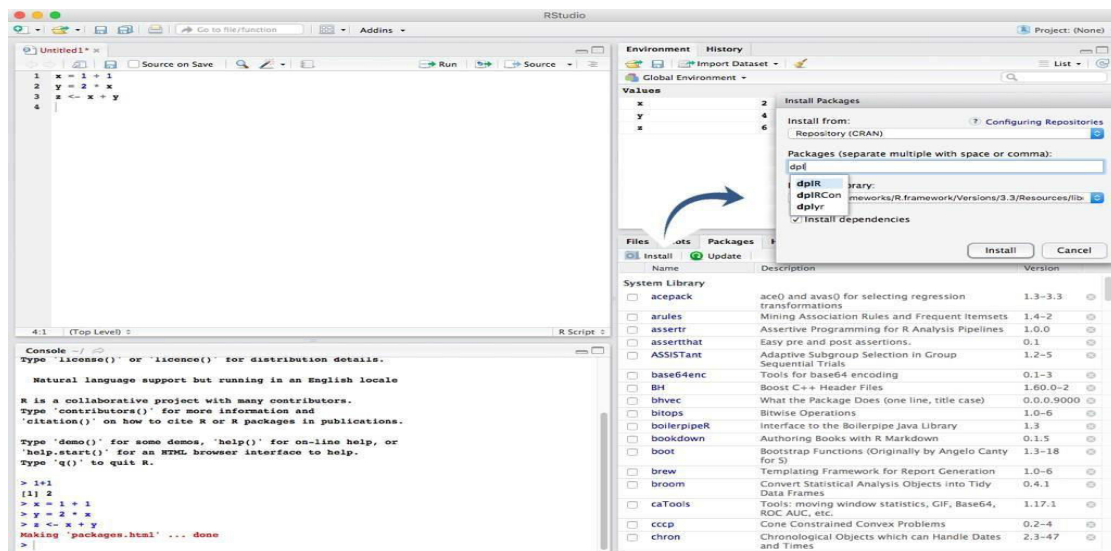 RStudio
Go to file/function
Addins
Project: (None)
Untitled1*
Source on Save
Run
Source
1 x = 1 + 1
2 y = 2 * x
3 z <- x + y
4
4:1 (Top Level) R Script
Console ~/
Type 'license()' or 'licence()' for distribution details.
Natural language support but running in an English locale
R is a collaborative project with many contributors.
Type 'contributors()' for more information and
'citation()' on how to cite R or R packages in publications.
Type 'demo()' for some demos, 'help()' for on-line help, or
'help.start()' for an HTML browser interface to help.
Type 'q()' to quit R.
> 1+1
[1] 2
> x = 1 + 1
> y = 2 * x
> z <- x + y
Making 'packages.html' ... done
>
Environment History
Import Dataset
List
Global Environment
Values
x 2
y 4
z 6
Install Packages
Install from: ? Configuring Repositories
Repository (CRAN)
Packages (separate multiple with space or comma):
dpl
dplR
dplRCon
dplyr
brary:
meworks/R.framework/Versions/3.3/Resources/lib
Install dependencies
Install Cancel
Files ots Packages H
Install Update
Name Description Version
System Library
acepack ace() and avas() for selecting regression transformations 1.3-3.3
arules Mining Association Rules and Frequent Itemsets 1.4-2
assertr Assertive Programming for R Analysis Pipelines 1.0.0
assertthat Easy pre and post assertions. 0.1
ASSISTant Adaptive Subgroup Selection in Group Sequential Trials 1.2-5
base64enc Tools for base64 encoding 0.1-3
BH Boost C++ Header Files 1.60.0-2
bhvec What the Package Does (one line, title case) 0.0.0.9000
bitops Bitwise Operations 1.0-6
boilerpipeR Interface to the Boilerpipe Java Library 1.3
bookdown Authoring Books with R Markdown 0.1.5
boot Bootstrap Functions (Originally by Angelo Canty for S) 1.3-18
brew Templating Framework for Report Generation 1.0-6
broom Convert Statistical Analysis Objects into Tidy Data Frames 0.4.1
caTools Tools: moving window statistics, GIF, Base64, ROC AUC, etc. 1.17.1
cccp Cone Constrained Convex Problems 0.2-4
chron Chronological Objects which can Handle Dates and Times 2.3-47